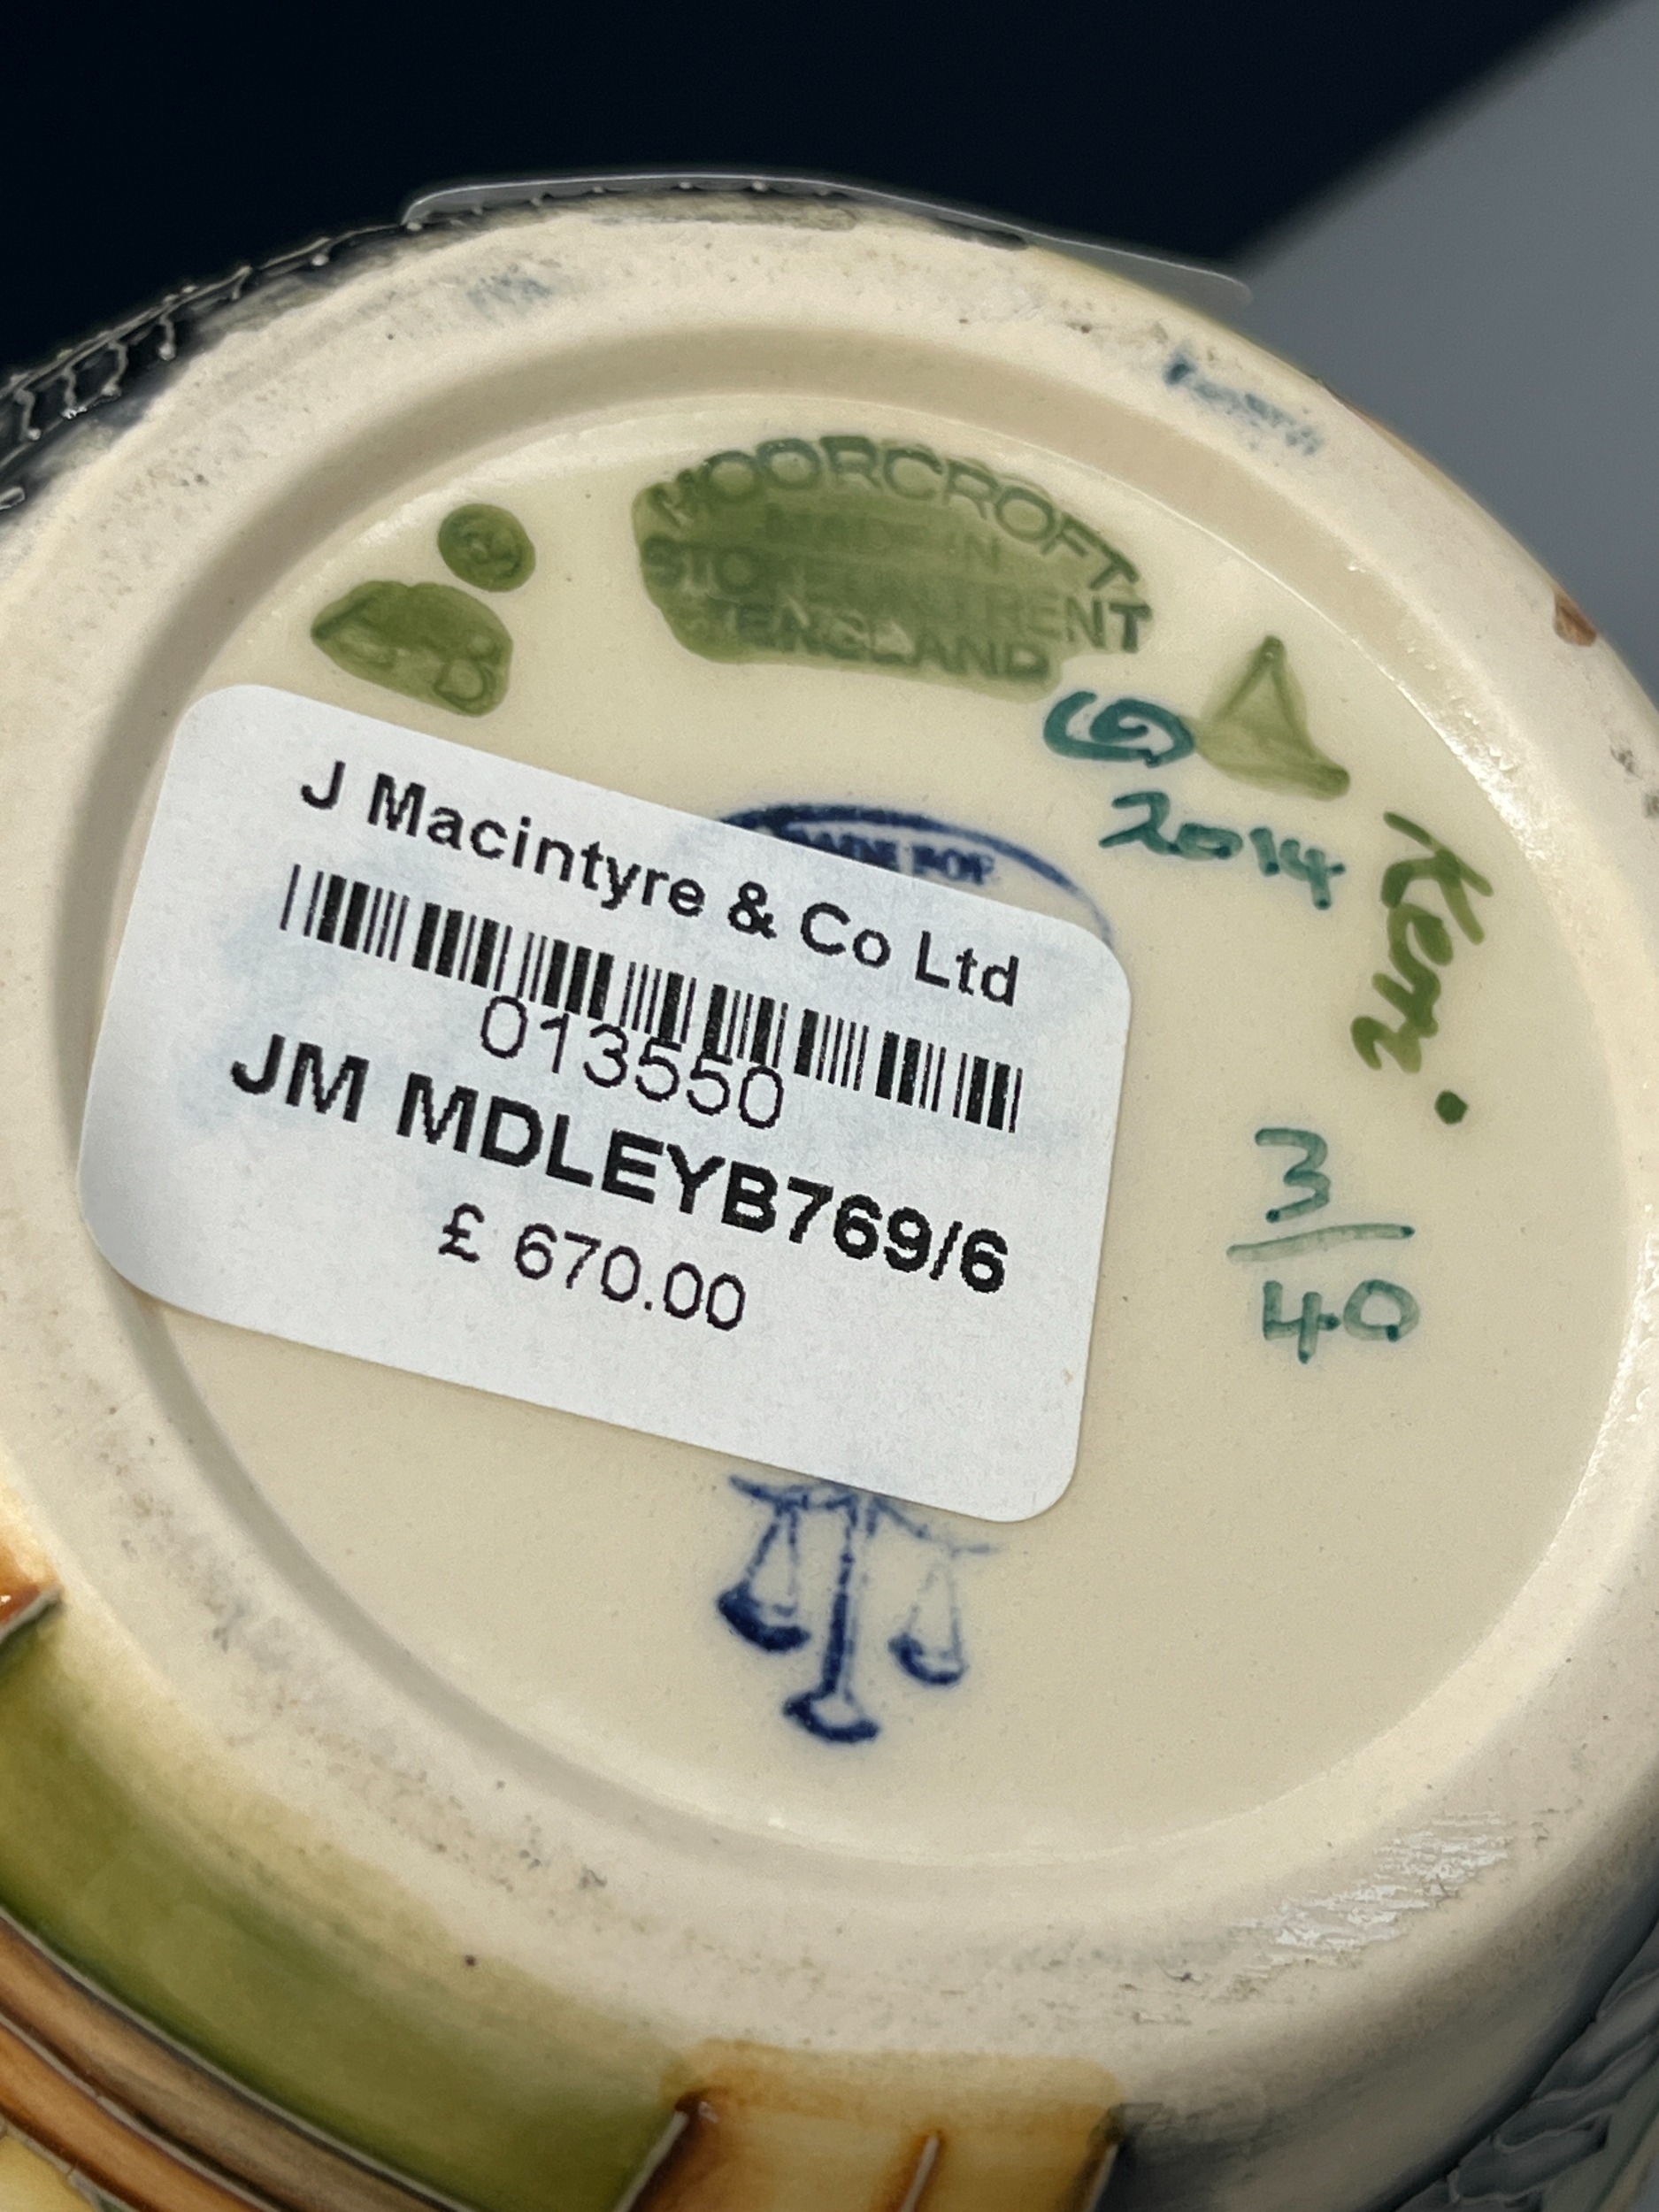 MOORCROFT
MADE IN
STOKE ON TRENT
ENGLAND
2014
Kerri.
J Macintyre & Co Ltd
013550
JM MDLEYB769/6
£ 670.00
3/40